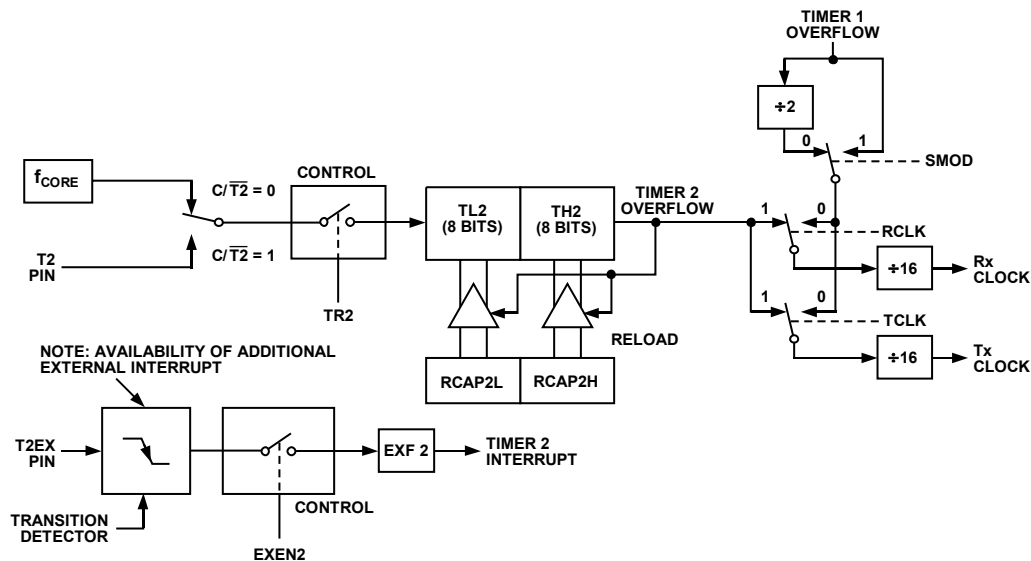 TIMER 1
OVERFLOW
÷2
0
1
SMOD
fCORE
C/T̅2̅ = 0
CONTROL
TL2
(8 BITS)
TH2
(8 BITS)
TIMER 2
OVERFLOW
1
0
RCLK
T2
PIN
C/T̅2̅ = 1
÷16
Rx
CLOCK
TR2
1
0
TCLK
RELOAD
÷16
Tx
CLOCK
RCAP2L
RCAP2H
NOTE: AVAILABILITY OF ADDITIONAL
EXTERNAL INTERRUPT
T2EX
PIN
EXF 2
TIMER 2
INTERRUPT
CONTROL
TRANSITION
DETECTOR
EXEN2